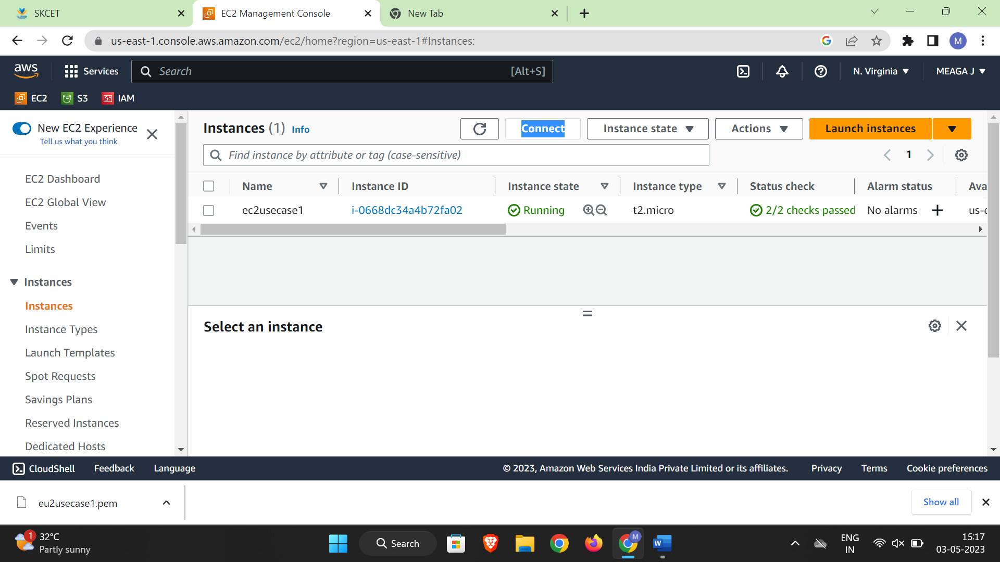 SKCET
EC2 Management Console
New Tab
us-east-1.console.aws.amazon.com/ec2/home?region=us-east-1#Instances:
M
aws
Services
Search
[Alt+S]
N. Virginia
MEAGA J
EC2
S3
IAM
New EC2 Experience
Tell us what you think
EC2 Dashboard
EC2 Global View
Events
Limits
Instances
Instances
Instance Types
Launch Templates
Spot Requests
Savings Plans
Reserved Instances
Dedicated Hosts
Instances (1) Info
Connect
Instance state
Actions
Launch instances
Find instance by attribute or tag (case-sensitive)
1
Name
Instance ID
Instance state
Instance type
Status check
Alarm status
Ava
ec2usecase1
i-0668dc34a4b72fa02
Running
t2.micro
2/2 checks passed
No alarms
us-e
Select an instance
CloudShell
Feedback
Language
© 2023, Amazon Web Services India Private Limited or its affiliates.
Privacy
Terms
Cookie preferences
eu2usecase1.pem
Show all
1
32°C
Partly sunny
Search
M
W
ENG
IN
15:17
03-05-2023